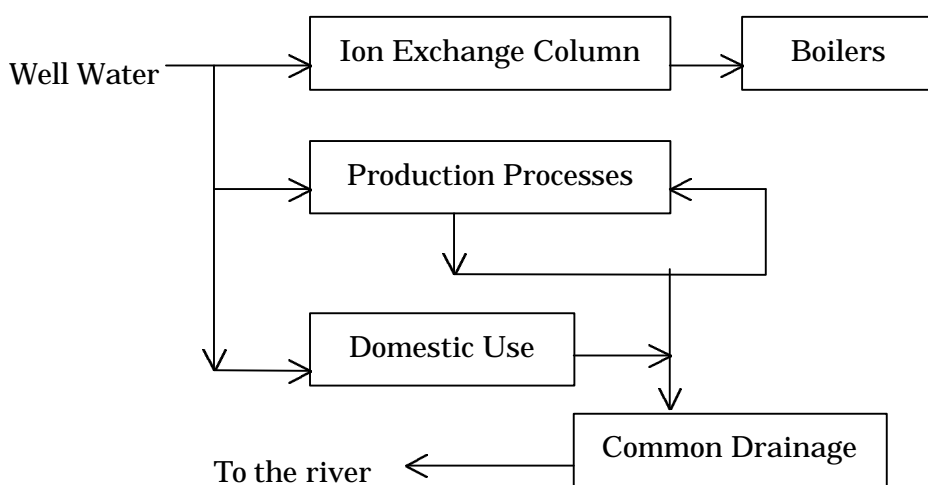 Ion Exchange Column
Boilers
Well Water
Production Processes
Domestic Use
Common Drainage
To the river